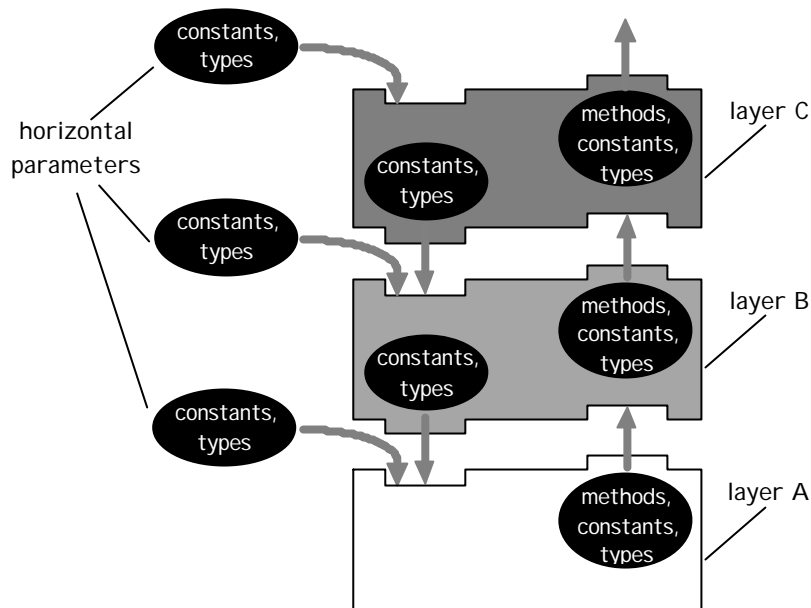 constants,
types
methods,
constants,
types
layer C
horizontal
parameters
constants,
types
constants,
types
methods,
constants,
types
layer B
constants,
types
constants,
types
methods,
constants,
types
layer A